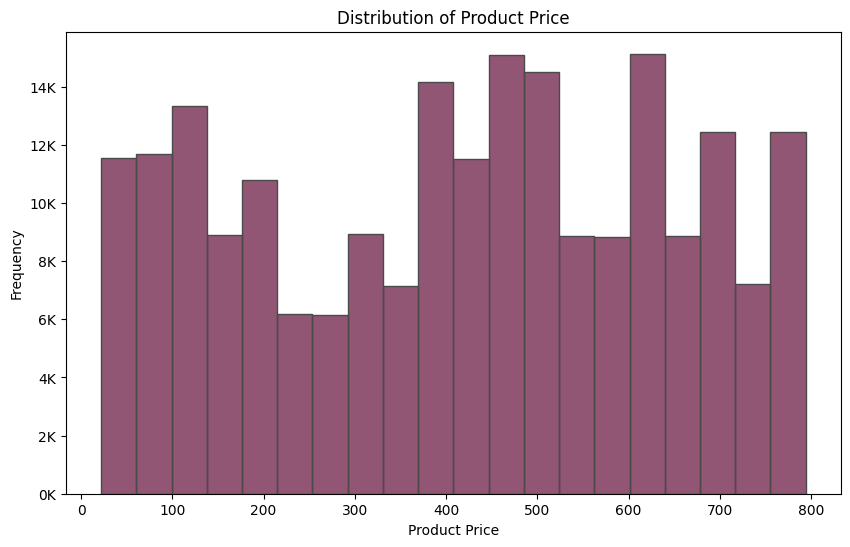 Distribution of Product Price
Frequency
14K
12K
10K
8K
6K
4K
2K
0K
0 100 200 300 400 500 600 700 800
Product Price